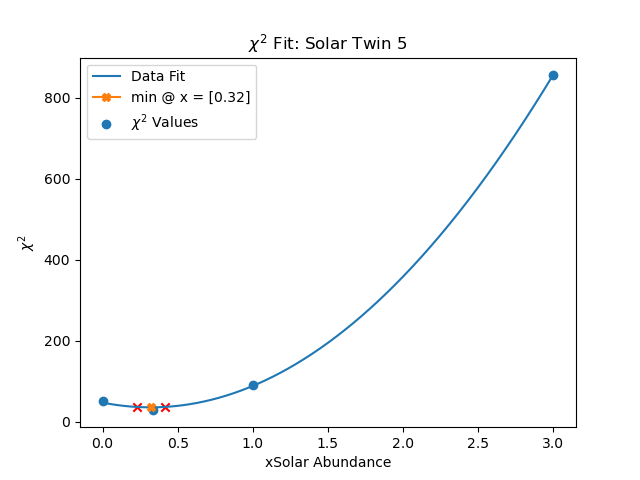 χ² Fit: Solar Twin 5
Data Fit
min @ x = [0.32]
χ² Values
χ²
800
600
400
200
0
0.0 0.5 1.0 1.5 2.0 2.5 3.0
xSolar Abundance